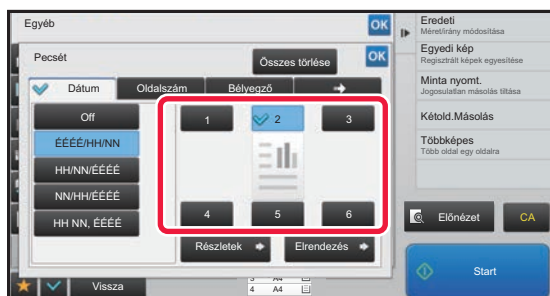 Egyéb
OK
Pecsét
Összes törlése
OK
Dátum
Oldalszám
Bélyegző
Off
ÉÉÉÉ/HH/NN
HH/NN/ÉÉÉÉ
NN/HH/ÉÉÉÉ
HH NN, ÉÉÉÉ
1
2
3
4
5
6
Részletek
Elrendezés
Vissza
4 A4
Eredeti
Méret/irány módosítása
Egyedi kép
Regisztrált képek egyesítése
Minta nyomt.
Jogosulatlan másolás tiltása
Kétold.Másolás
Többképes
Több oldal egy oldalra
Előnézet
CA
Start